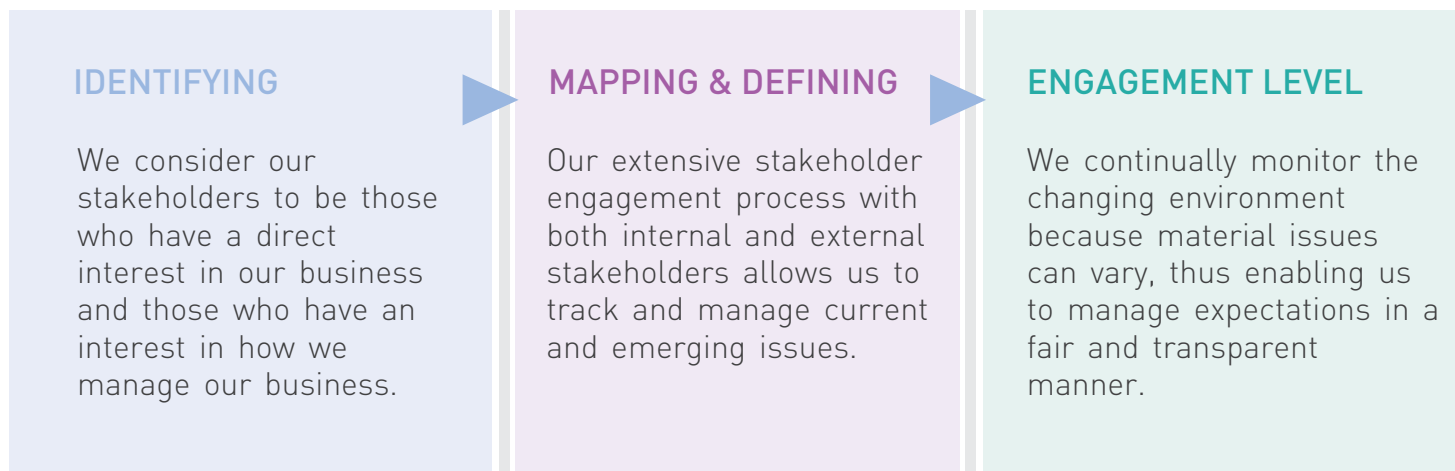 IDENTIFYING
We consider our
stakeholders to be those
who have a direct
interest in our business
and those who have an
interest in how we
manage our business.
MAPPING & DEFINING
Our extensive stakeholder
engagement process with
both internal and external
stakeholders allows us to
track and manage current
and emerging issues.
ENGAGEMENT LEVEL
We continually monitor the
changing environment
because material issues
can vary, thus enabling us
to manage expectations in a
fair and transparent
manner.